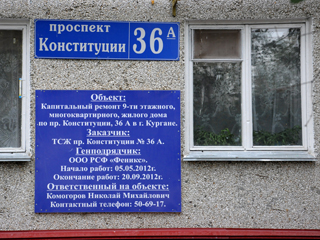 проспект
Конституции 36 А
Объект:
Капитальный ремонт 9-ти этажного,
многоквартирного, жилого дома
по пр. Конституции, 36 А в г. Кургане.
Заказчик:
ТСЖ пр. Конституции № 36 А.
Генподрядчик:
ООО РСФ «Феникс».
Начало работ: 05.05.2012г.
Окончание работ: 20.09.2012г.
Ответственный на объекте:
Комогоров Николай Михайлович
Контактный телефон: 50-69-17.